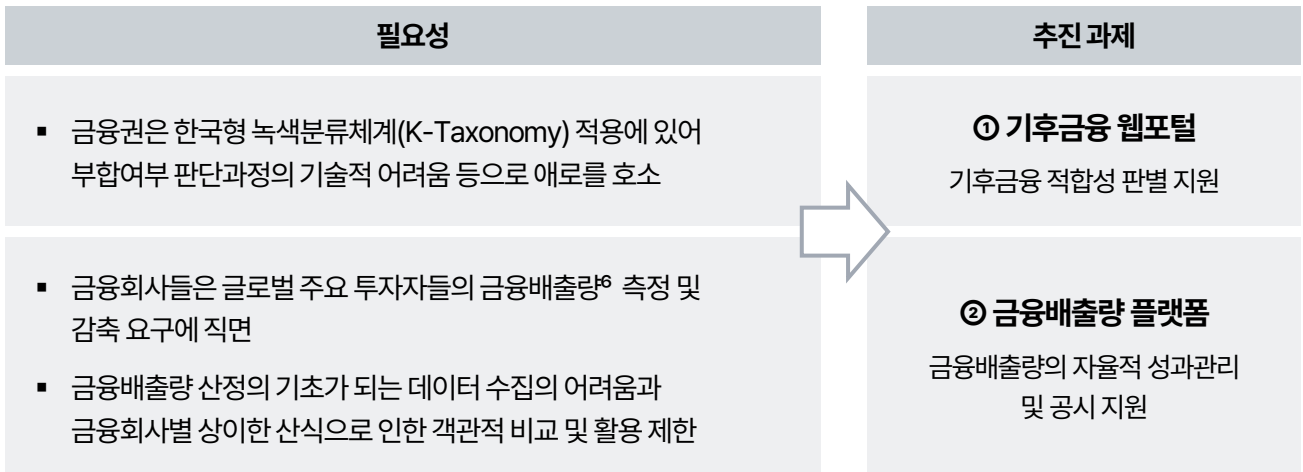 필요성
추진 과제
▪ 금융권은 한국형 녹색분류체계(K-Taxonomy) 적용에 있어
부합여부 판단과정의 기술적 어려움 등으로 애로를 호소
① 기후금융 웹포털
기후금융 적합성 판별 지원
▪ 금융회사들은 글로벌 주요 투자자들의 금융배출량⁶ 측정 및
감축 요구에 직면
▪ 금융배출량 산정의 기초가 되는 데이터 수집의 어려움과
금융회사별 상이한 산식으로 인한 객관적 비교 및 활용 제한
② 금융배출량 플랫폼
금융배출량의 자율적 성과관리
및 공시 지원